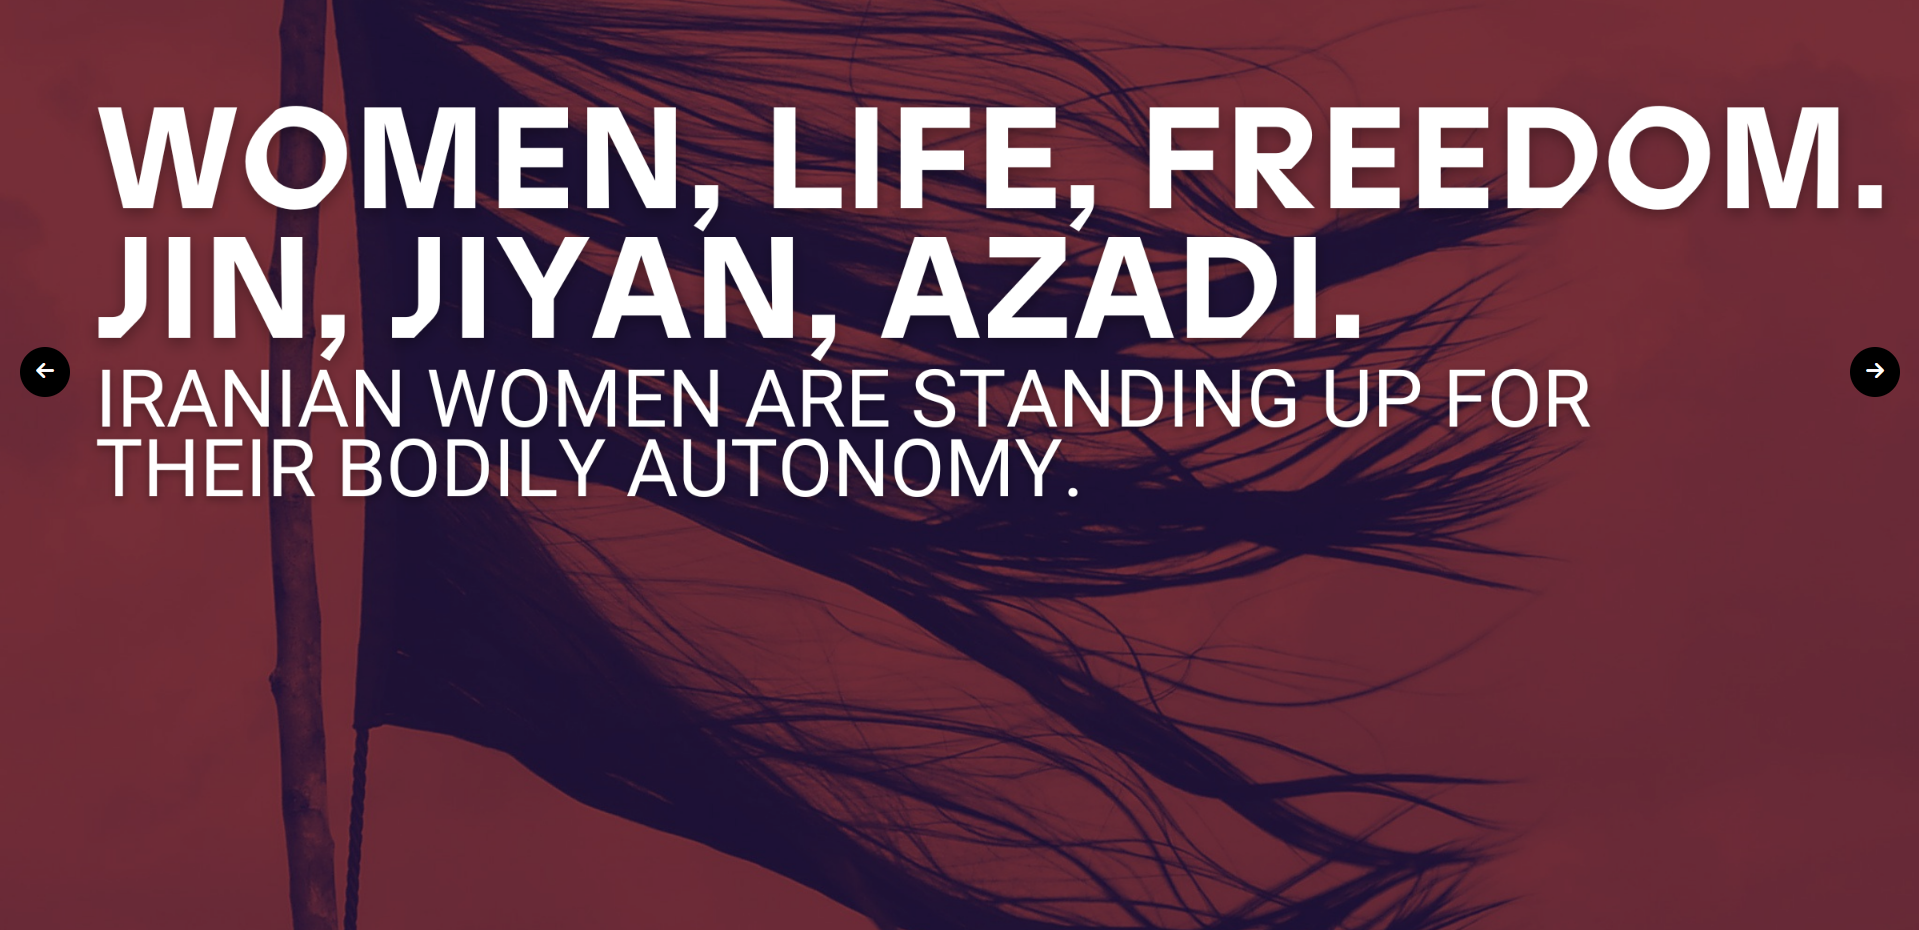 WOMEN, LIFE, FREEDOM.
JIN, JIYAN, AZADI.
IRANIAN WOMEN ARE STANDING UP FOR
THEIR BODILY AUTONOMY.